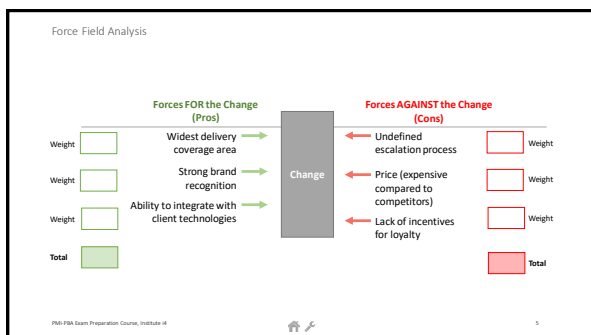 Force Field Analysis
Forces FOR the Change
(Pros)
Forces AGAINST the Change
(Cons)
Weight
Widest delivery
coverage area
Change
Undefined
escalation process
Weight
Weight
Strong brand
recognition
Price (expensive
compared to
competitors)
Weight
Weight
Ability to integrate with
client technologies
Lack of incentives
for loyalty
Weight
Total
Total
PMI-PBA Exam Preparation Course, Institute i4
5